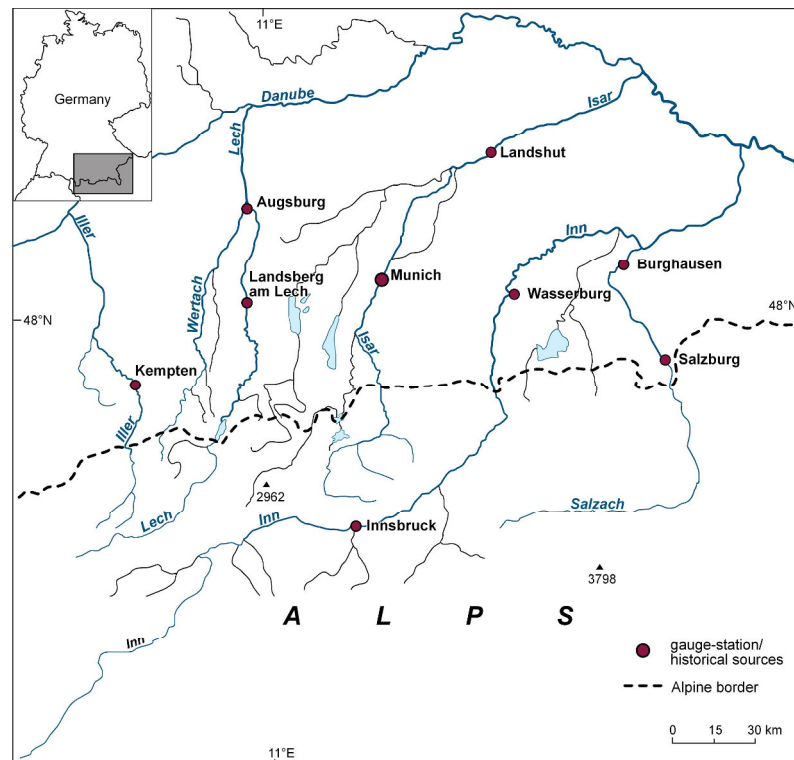 11°E
Germany
Danube
Isar
Lech
Landshut
Augsburg
Iller
Inn
Burghausen
Munich
Landsberg
am Lech
Wertach
Wasserburg
48°N
48°N
Isar
Salzburg
Kempten
Iller
2962
Salzach
Lech
Inn
Innsbruck
3798
A L P S
Inn
gauge-station/
historical sources
Alpine border
0 15 30 km
11°E